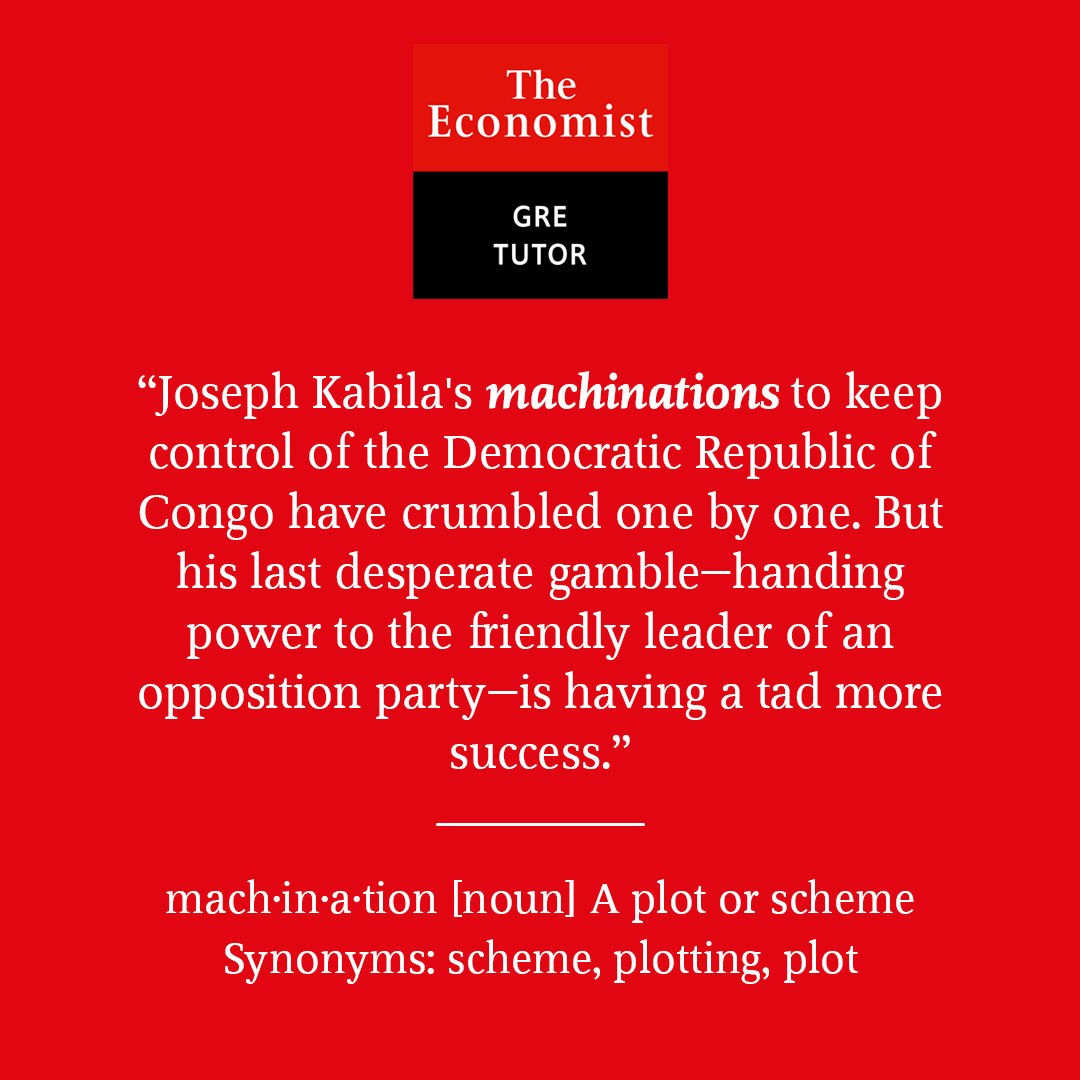 The
Economist
GRE
TUTOR
“Joseph Kabila's machinations to keep
control of the Democratic Republic of
Congo have crumbled one by one. But
his last desperate gamble—handing
power to the friendly leader of an
opposition party—is having a tad more
success.”
mach·in·a·tion [noun] A plot or scheme
Synonyms: scheme, plotting, plot